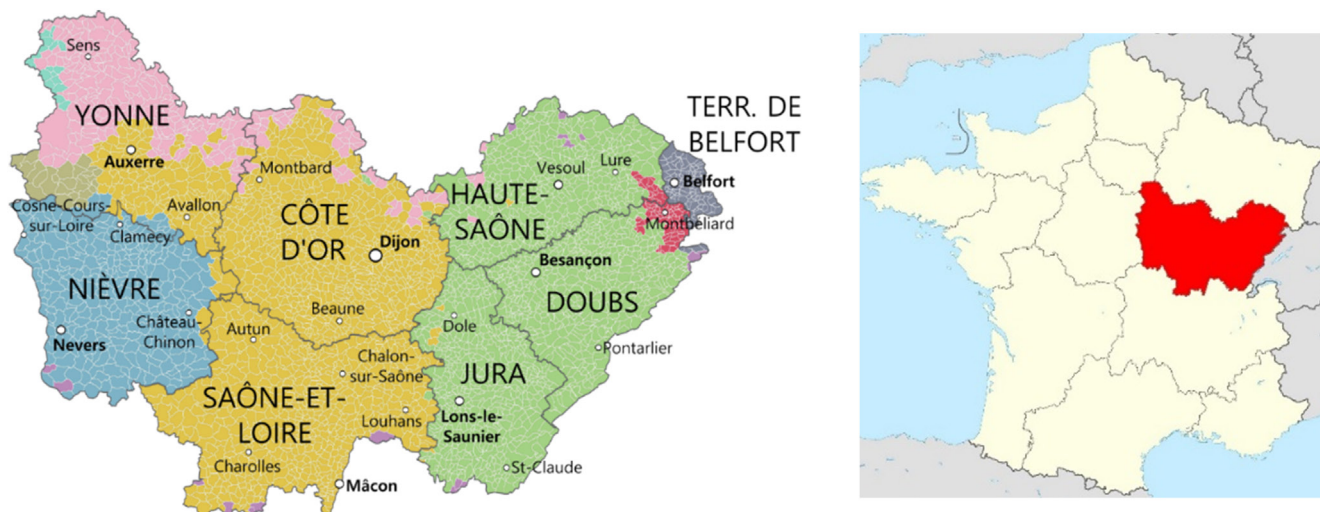 Sens
YONNE
Auxerre
Montbard
Cosne-Cours-
sur-Loire
Avallon
Clamecy
CÔTE
D'OR
Dijon
NIÈVRE
Beaune
Château-
Chinon
Nevers
Autun
Chalon-
sur-Saône
SAÔNE-ET-
LOIRE
Louhans
Charolles
Mâcon
TERR. DE
BELFORT
Vesoul
Lure
Belfort
HAUTE-
SAÔNE
Montbéliard
Besançon
DOUBS
Dole
Pontarlier
JURA
Lons-le-
Saunier
St-Claude